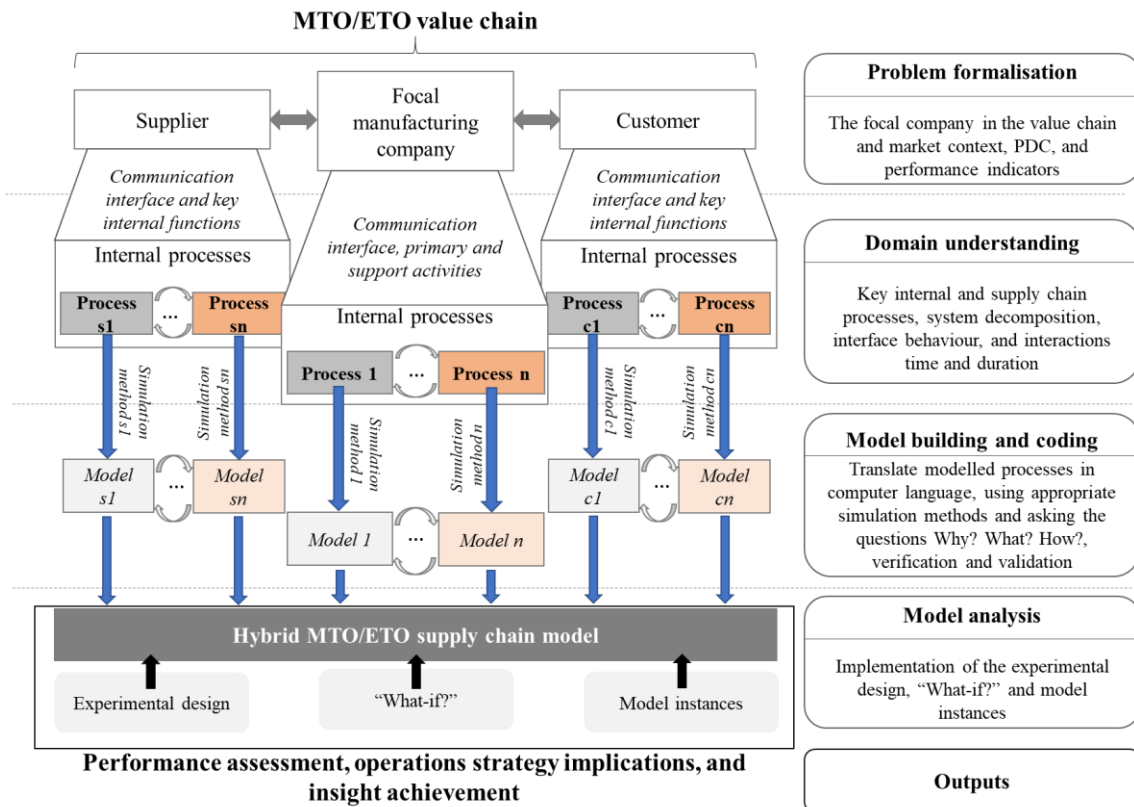 MTO/ETO value chain
Supplier
Focal
manufacturing
company
Customer
Communication
interface and key
internal functions
Communication
interface, primary and
support activities
Communication
interface and key
internal functions
Internal processes
Process
s1
...
Process
sn
Internal processes
Process 1
...
Process n
Internal processes
Process
c1
...
Process
cn
Simulation
method s1
Simulation
method sn
Simulation
method 1
Simulation
method n
Simulation
method c1
Simulation
method cn
Model
s1
...
Model
sn
Model 1
...
Model n
Model
c1
...
Model
cn
Hybrid MTO/ETO supply chain model
Experimental design
“What-if?”
Model instances
Performance assessment, operations strategy implications, and
insight achievement
Problem formalisation
The focal company in the value chain
and market context, PDC, and
performance indicators
Domain understanding
Key internal and supply chain
processes, system decomposition,
interface behaviour, and interactions
time and duration
Model building and coding
Translate modelled processes in
computer language, using appropriate
simulation methods and asking the
questions Why? What? How?,
verification and validation
Model analysis
Implementation of the experimental
design, “What-if?” and model
instances
Outputs